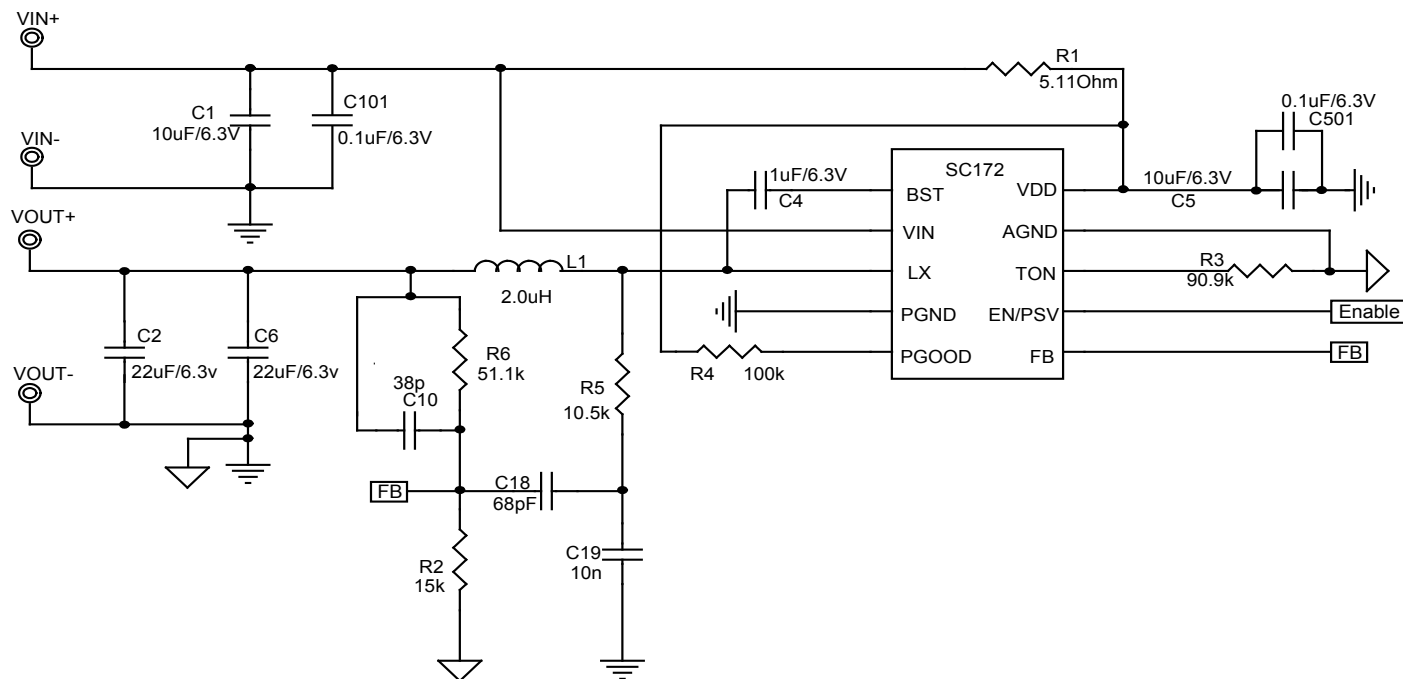 VIN+
R1
5.11Ohm
C1
10uF/6.3V
C101
0.1uF/6.3V
0.1uF/6.3V
C501
VIN-
1uF/6.3V
C4
SC172
BST
VDD
10uF/6.3V
C5
VOUT+
VIN
AGND
L1
2.0uH
LX
TON
R3
90.9k
PGND
EN/PSV
Enable
C2
22uF/6.3v
C6
22uF/6.3v
R6
51.1k
R4
100k
PGOOD
FB
FB
VOUT-
38p
C10
R5
10.5k
FB
C18
68pF
R2
15k
C19
10n